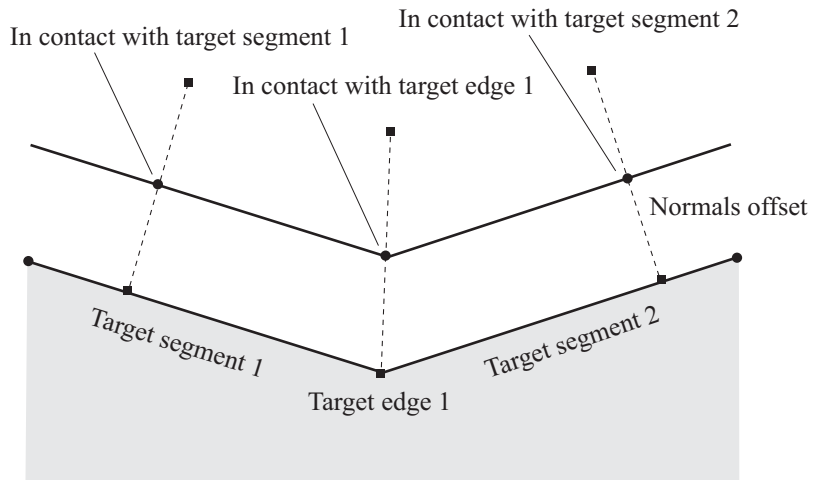 In contact with target segment 2
In contact with target segment 1
In contact with target edge 1
Normals offset
Target segment 1
Target segment 2
Target edge 1